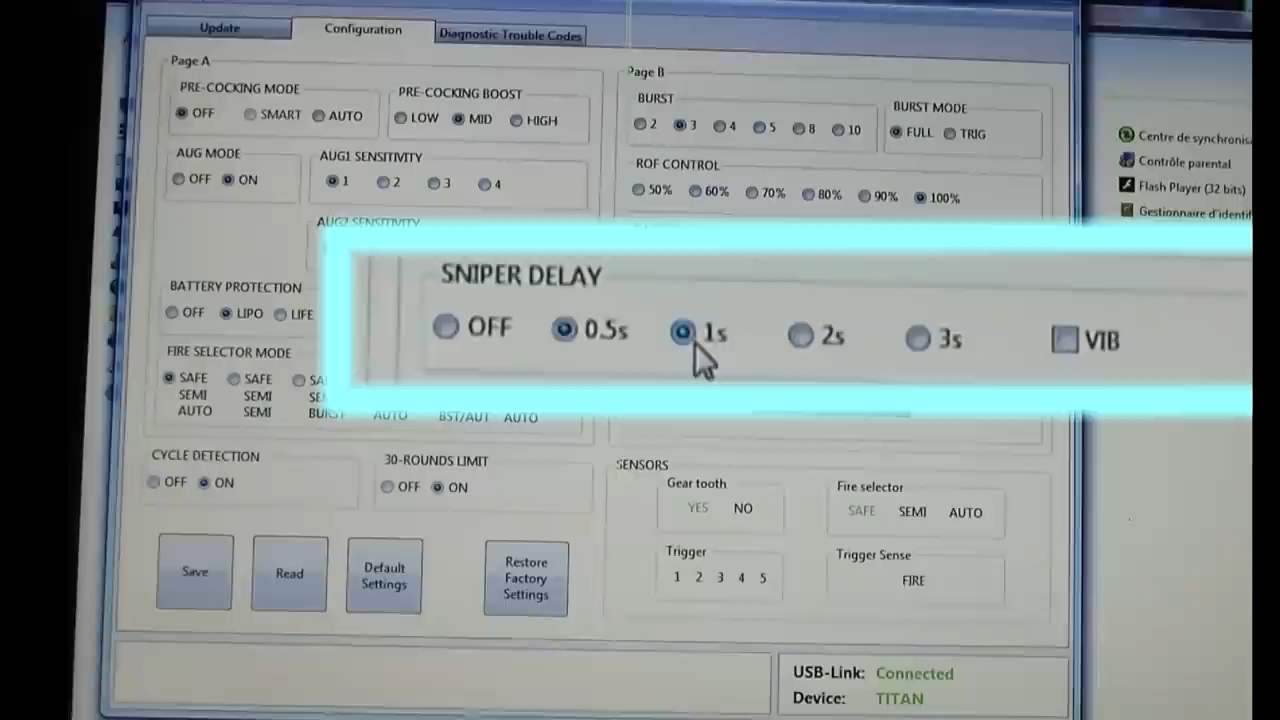 Update
Configuration
Diagnostic Trouble Codes
Page A
PRE-COCKING MODE
OFF SMART AUTO
PRE-COCKING BOOST
LOW MID HIGH
AUG MODE
OFF ON
AUG1 SENSITIVITY
1 2 3 4
AUG2 SENSITIVITY
BATTERY PROTECTION
OFF LIPO LIFE
FIRE SELECTOR MODE
SAFE SAFE
SEMI SEMI
AUTO SEMI BURST AUTO BST/AUT AUTO
CYCLE DETECTION
OFF ON
30-ROUNDS LIMIT
OFF ON
Save
Read
Default
Settings
Restore
Factory
Settings
Page B
BURST
2 3 4 5 8 10
BURST MODE
FULL TRIG
ROF CONTROL
50% 60% 70% 80% 90% 100%
SNIPER DELAY
OFF 0.5s 1s 2s 3s VIB
SENSORS
Gear tooth
YES NO
Fire selector
SAFE SEMI AUTO
Trigger
1 2 3 4 5
Trigger Sense
FIRE
USB-Link: Connected
Device: TITAN
Centre de synchronis
Contrôle parental
Flash Player (32 bits)
Gestionnaire d'identif